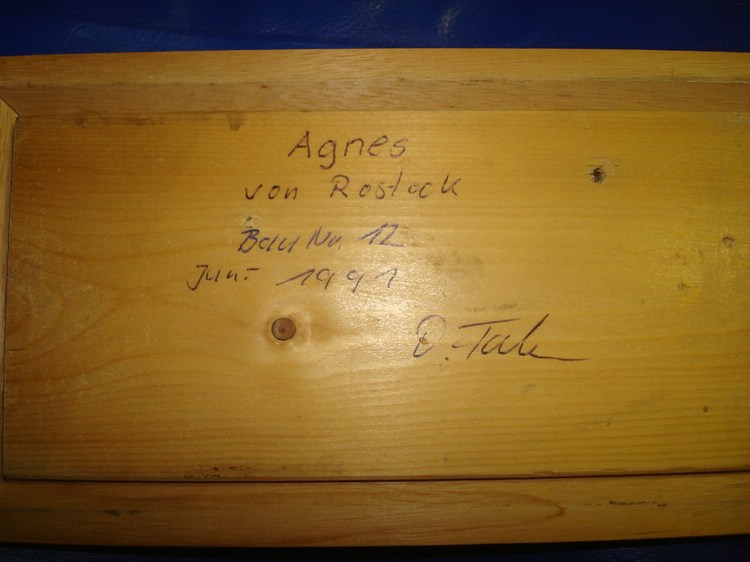 Agnes
von Rostock
Bau Nr. 12
Juni 1991